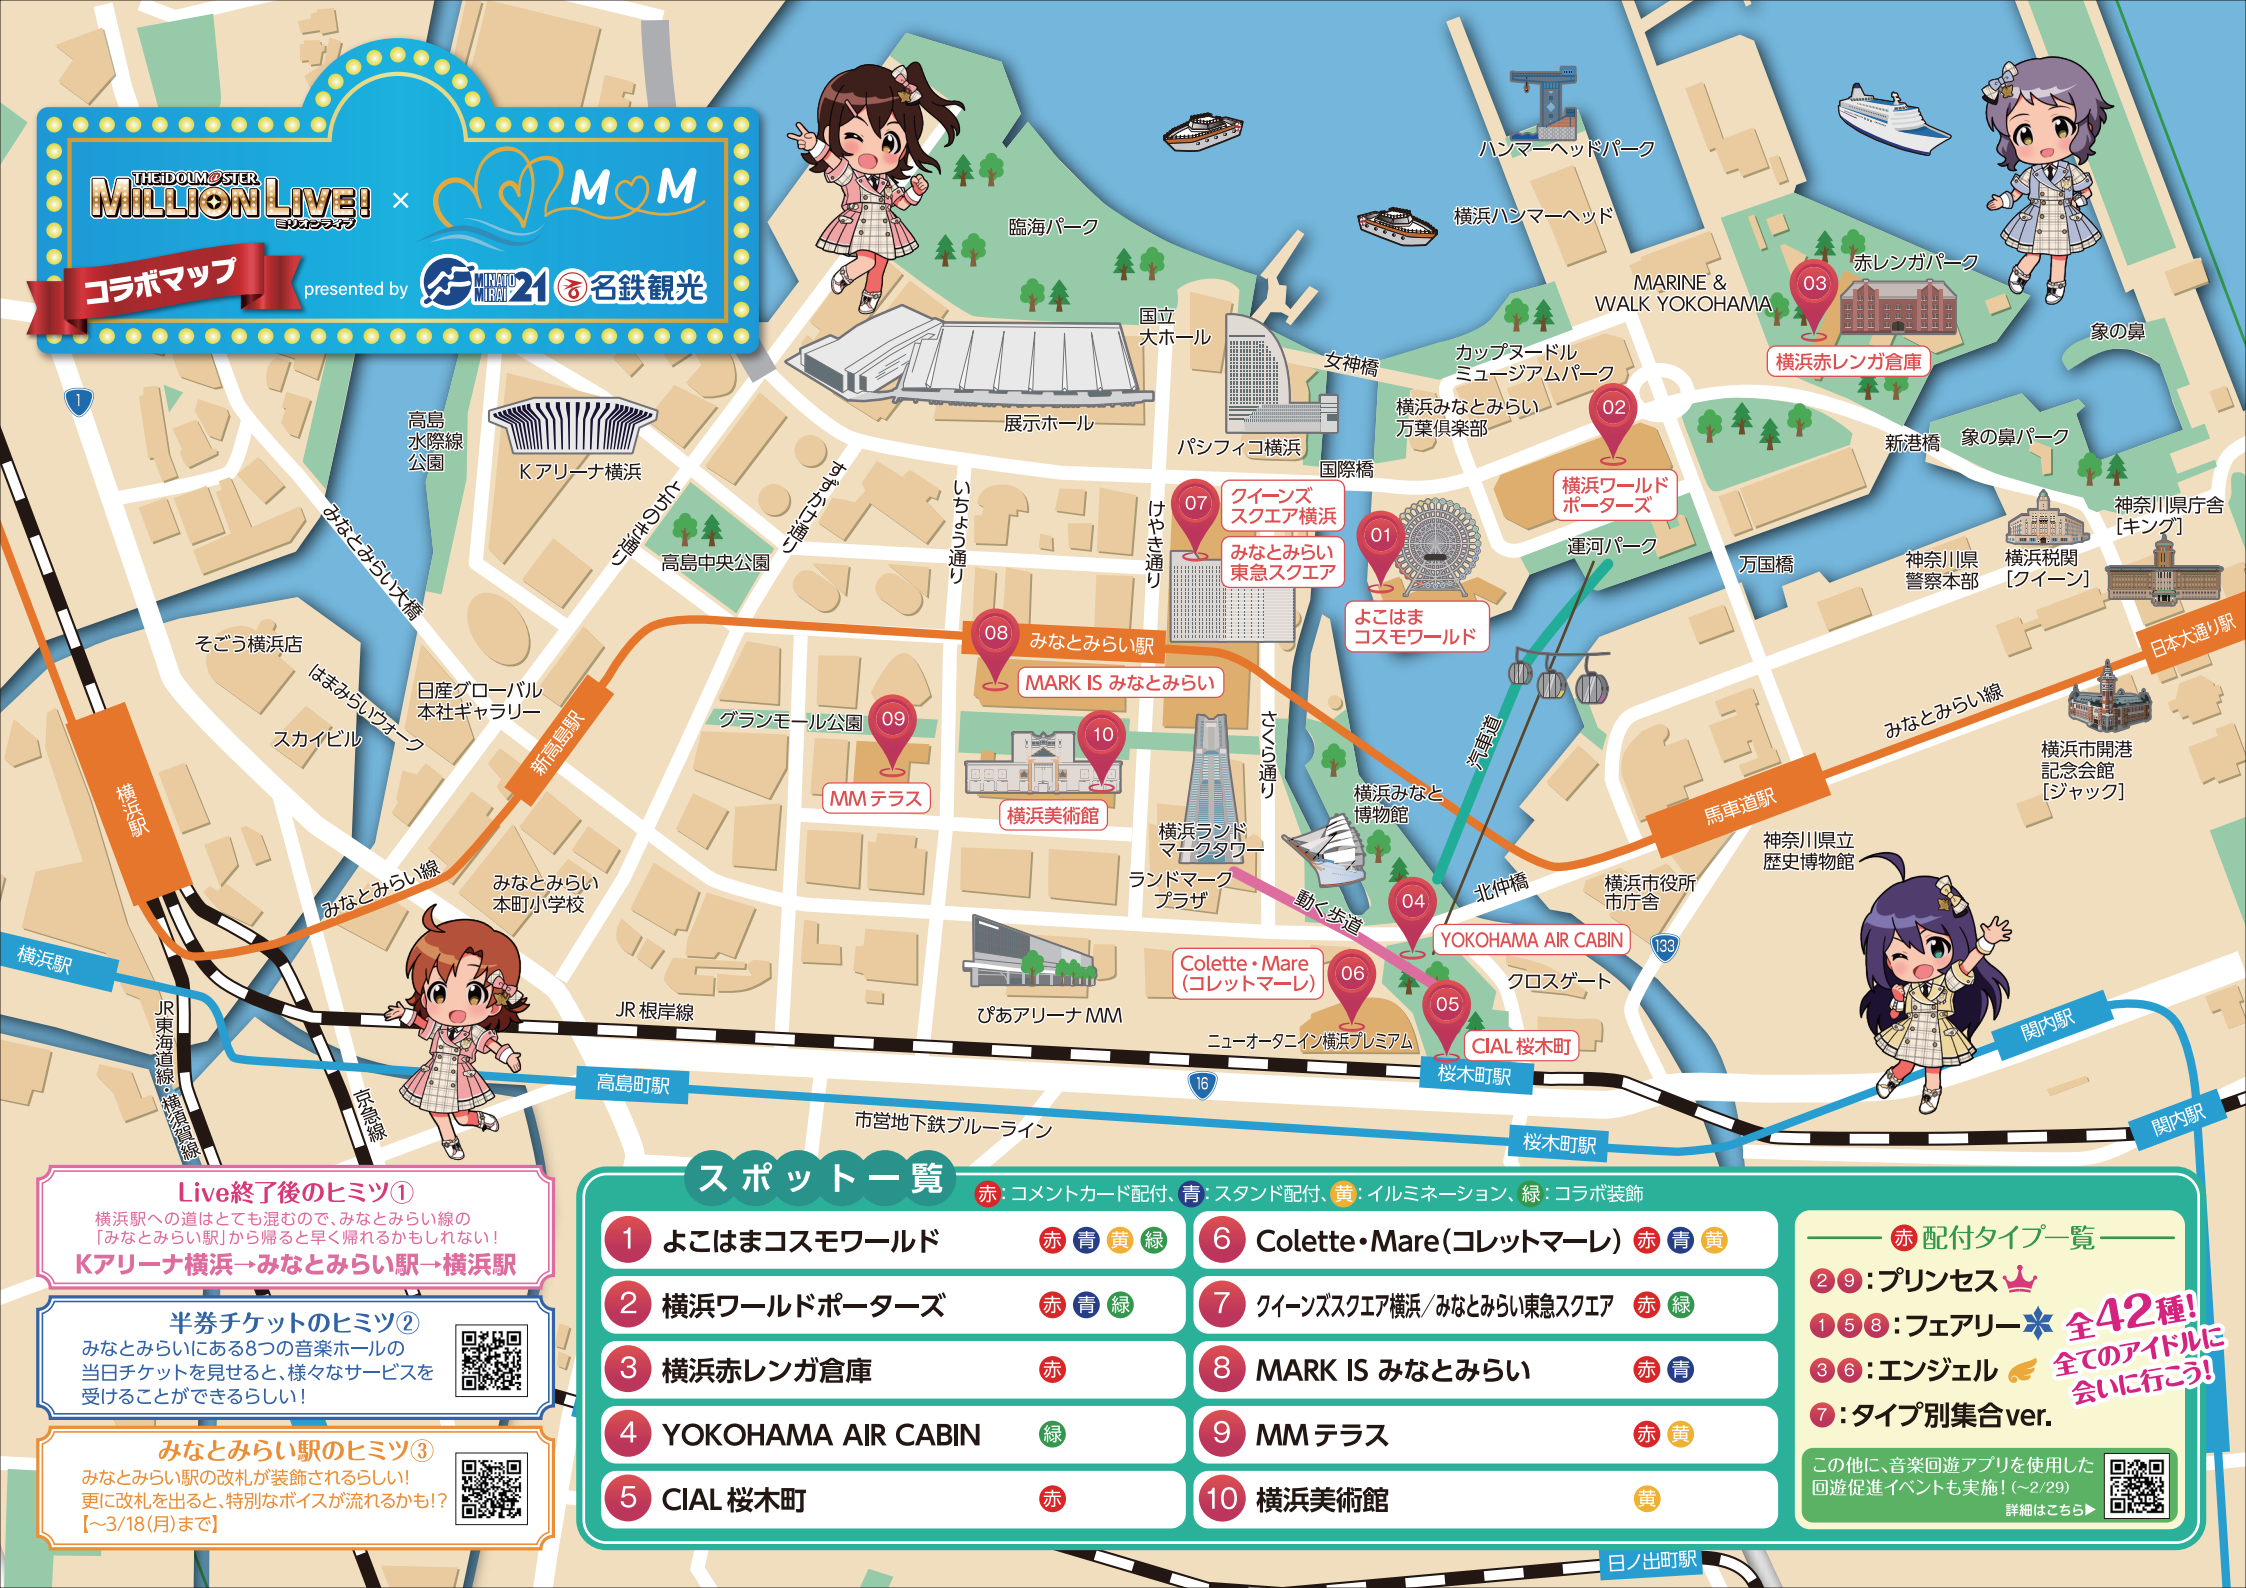 THE IDOLM@STER
MILLION LIVE!
ミリオンライブ
×
MM
コラボマップ
presented by
MINATO
MIRAI 21
名鉄観光
1
高島
水際線
公園
Kアリーナ横浜
臨海パーク
国立
大ホール
展示ホール
パシフィコ横浜
女神橋
国際橋
ハンマーヘッドパーク
横浜ハンマーヘッド
MARINE &
WALK YOKOHAMA
赤レンガパーク
03
横浜赤レンガ倉庫
象の鼻
カップヌードル
ミュージアムパーク
横浜みなとみらい
万葉倶楽部
02
横浜ワールド
ポーターズ
新港橋
象の鼻パーク
神奈川県庁舎
[キング]
横浜税関
[クイーン]
神奈川県
警察本部
万国橋
運河パーク
みなとみらい大橋
とちのき通り
すずかけ通り
いちょう通り
けやき通り
高島中央公園
07
クイーンズ
スクエア横浜
みなとみらい
東急スクエア
01
よこはま
コスモワールド
08
みなとみらい駅
MARK IS みなとみらい
日本大通り駅
みなとみらい線
横浜市開港
記念会館
[ジャック]
そごう横浜店
はまみらいウォーク
スカイビル
日産グローバル
本社ギャラリー
新高島駅
横浜駅
グランモール公園
09
MMテラス
10
横浜美術館
さくら通り
横浜ランド
マークタワー
ランドマーク
プラザ
横浜みなと
博物館
汽車道
馬車道駅
神奈川県立
歴史博物館
みなとみらい線
みなとみらい
本町小学校
動く歩道
04
YOKOHAMA AIR CABIN
北仲橋
横浜市役所
市庁舎
133
クロスゲート
Colette・Mare
(コレットマーレ)
06
05
CIAL 桜木町
ニューオータニイン横浜プレミアム
ぴあアリーナMM
横浜駅
JR東海道線・横須賀線
京急線
JR 根岸線
高島町駅
16
市営地下鉄ブルーライン
桜木町駅
桜木町駅
関内駅
関内駅
日ノ出町駅
Live終了後のヒミツ①
横浜駅への道はとても混むので、みなとみらい線の
「みなとみらい駅」から帰ると早く帰れるかもしれない!
Kアリーナ横浜→みなとみらい駅→横浜駅
半券チケットのヒミツ②
みなとみらいにある8つの音楽ホールの
当日チケットを見せると、様々なサービスを
受けることができるらしい!
みなとみらい駅のヒミツ③
みなとみらい駅の改札が装飾されるらしい!
更に改札を出ると、特別なボイスが流れるかも!?
【〜3/18(月)まで】
スポット一覧
赤:コメントカード配付、青:スタンド配付、黄:イルミネーション、緑:コラボ装飾
1 よこはまコスモワールド 赤 青 黄 緑
2 横浜ワールドポーターズ 赤 青 緑
3 横浜赤レンガ倉庫 赤
4 YOKOHAMA AIR CABIN 緑
5 CIAL 桜木町 赤
6 Colette・Mare(コレットマーレ) 赤 青 黄
7 クイーンズスクエア横浜/みなとみらい東急スクエア 赤 緑
8 MARK IS みなとみらい 赤 青
9 MMテラス 赤 黄
10 横浜美術館 黄
赤 配付タイプ一覧
2 9:プリンセス
1 5 8:フェアリー
3 6:エンジェル
7:タイプ別集合ver.
全42種!
全てのアイドルに
会いに行こう!
この他に、音楽回遊アプリを使用した
回遊促進イベントも実施!(〜2/29)
詳細はこちら▶